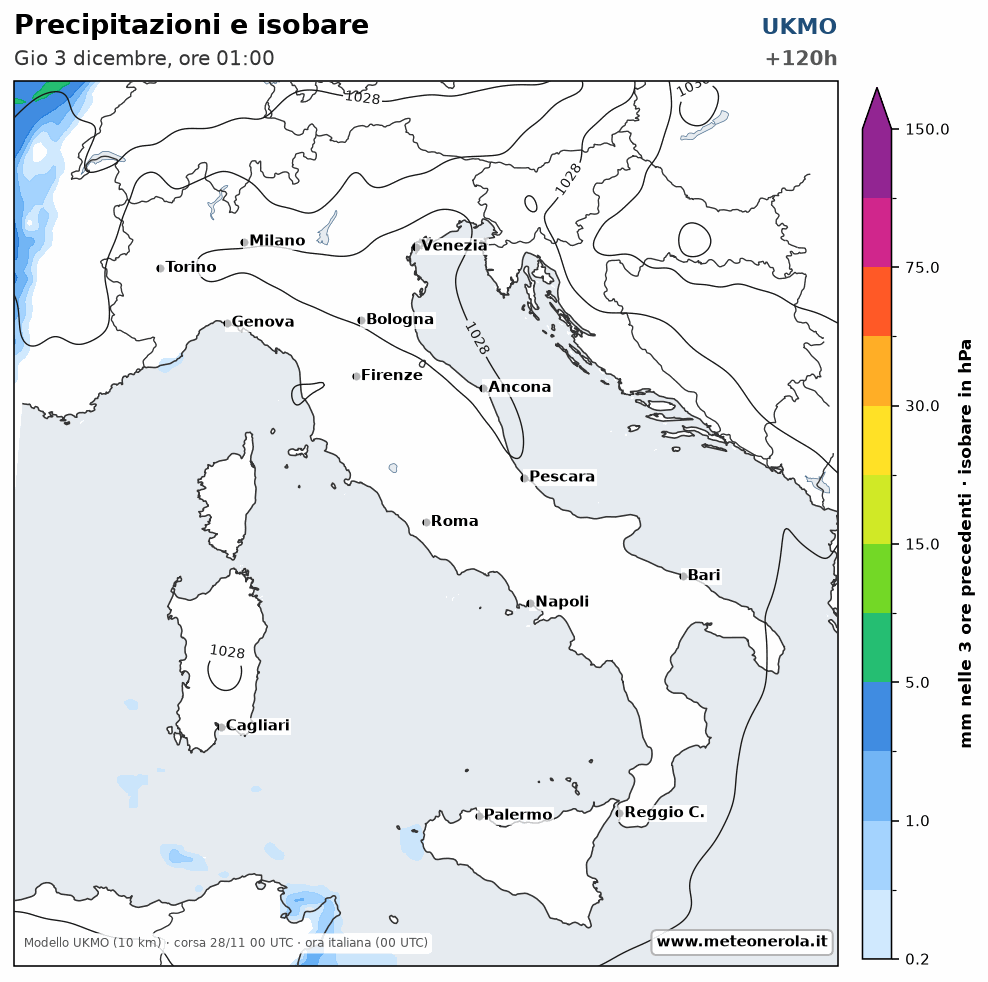 Precipitazioni e isobare
UKMO
Gio 3 dicembre, ore 01:00
+120h
1028
1028
150.0
Milano
Venezia
Torino
75.0
Genova
Bologna
1028
Firenze
Ancona
30.0
Pescara
Roma
15.0
Bari
Napoli
1028
5.0
Cagliari
Palermo
Reggio C.
1.0
mm nelle 3 ore precedenti · isobare in hPa
Modello UKMO (10 km) · corsa 28/11 00 UTC · ora italiana (00 UTC)
www.meteonerola.it
0.2